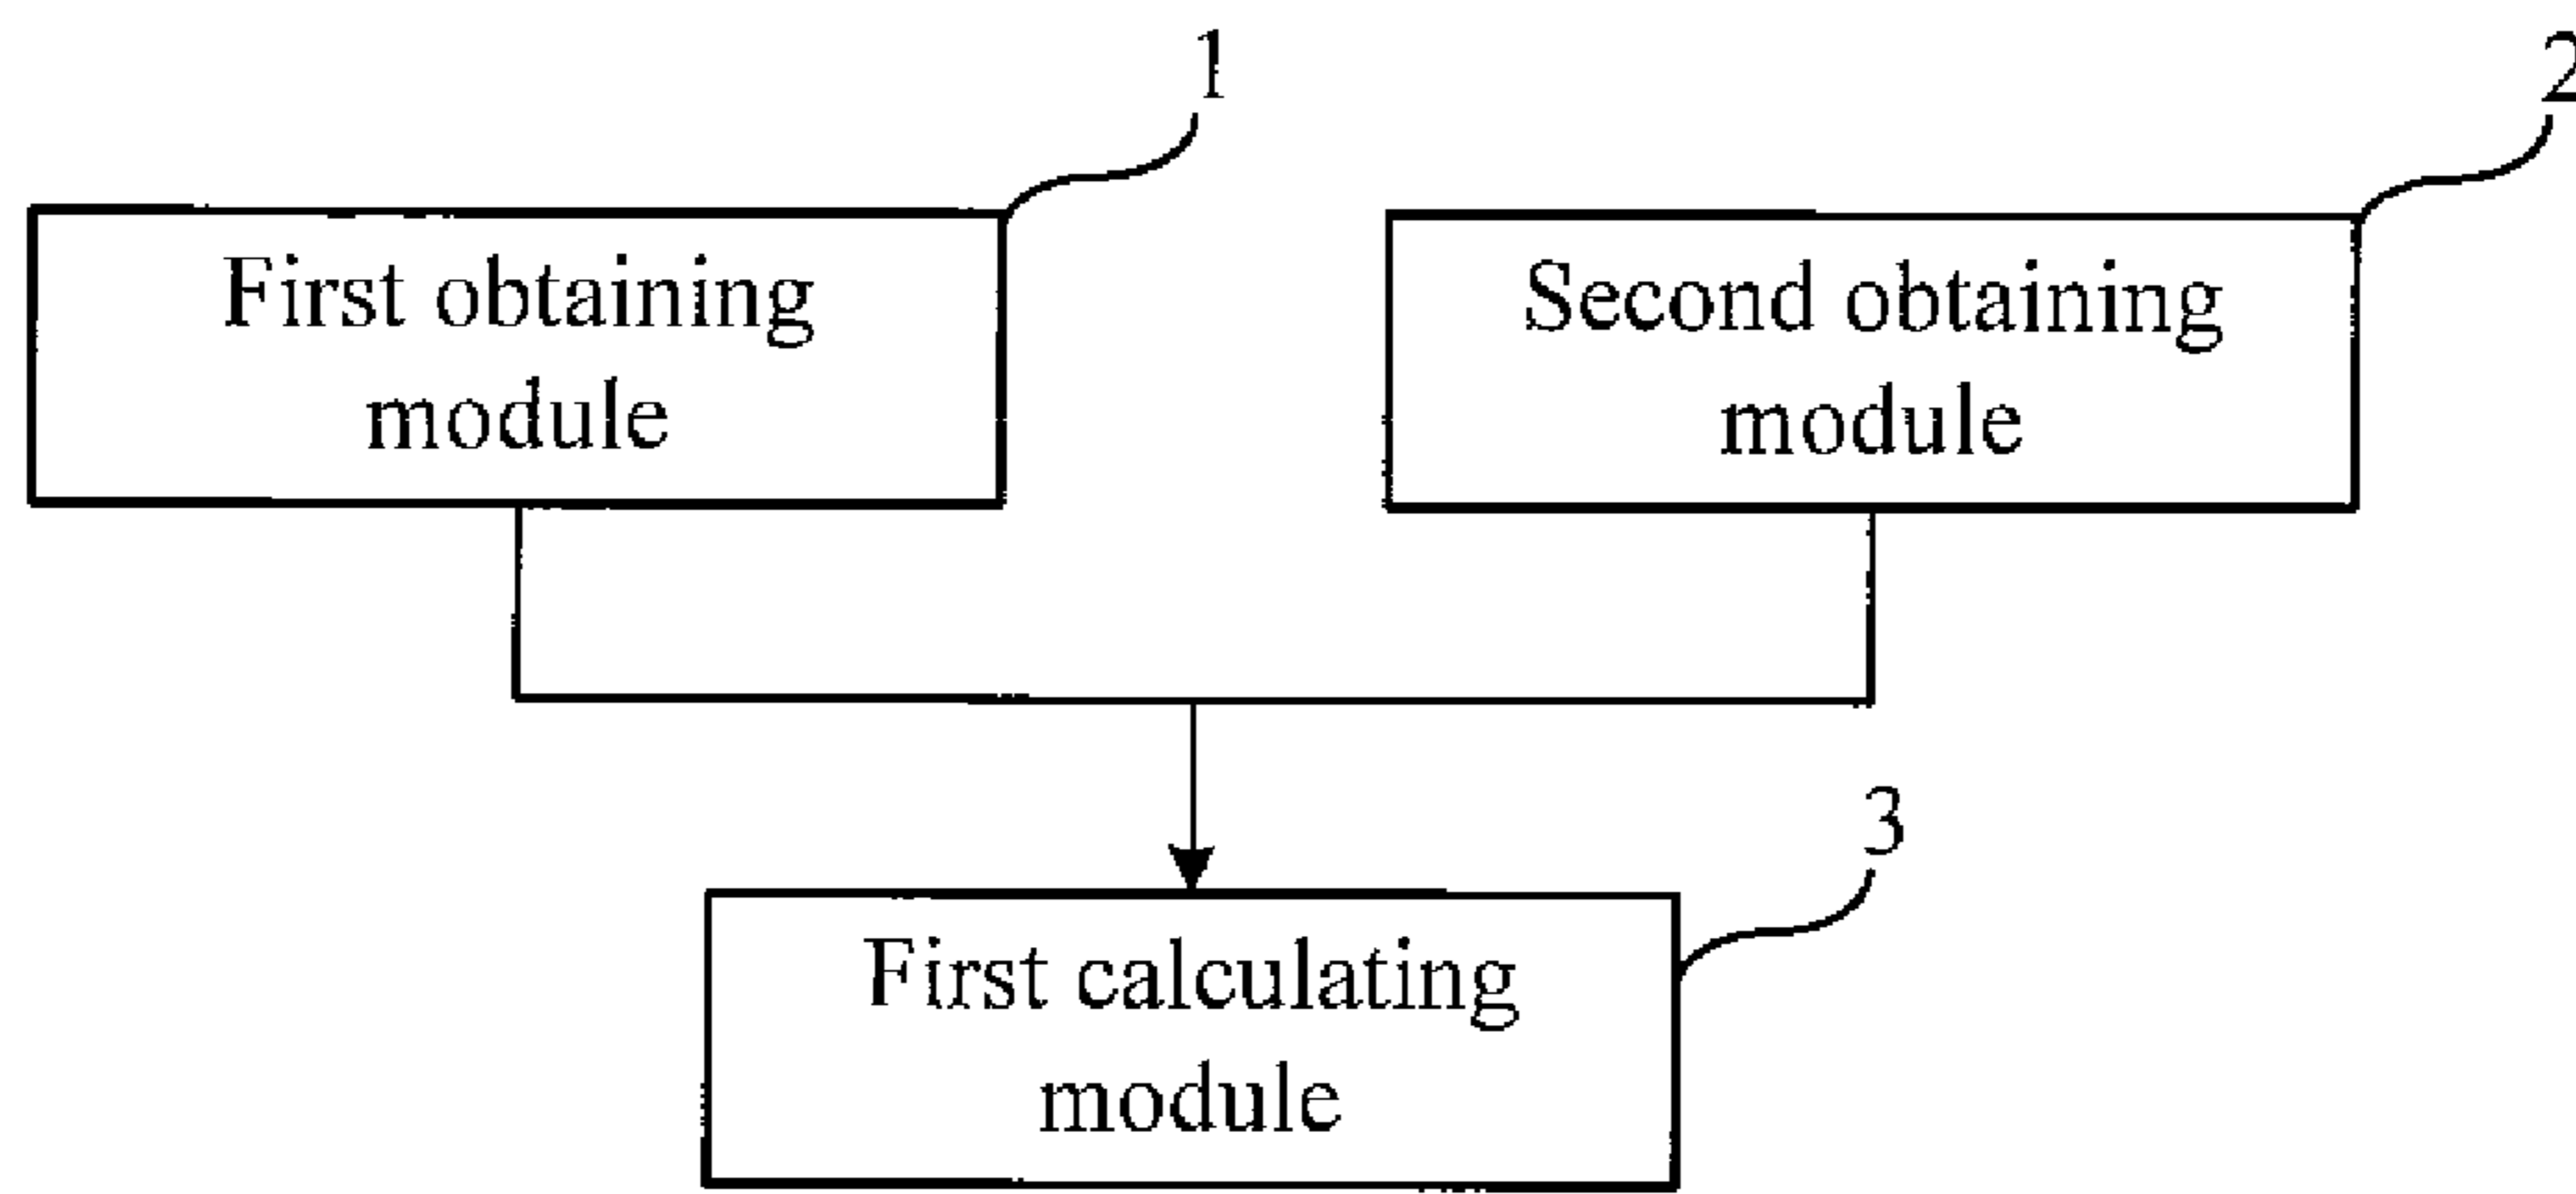 1
2
First obtaining
module
Second obtaining
module
3
First calculating
module